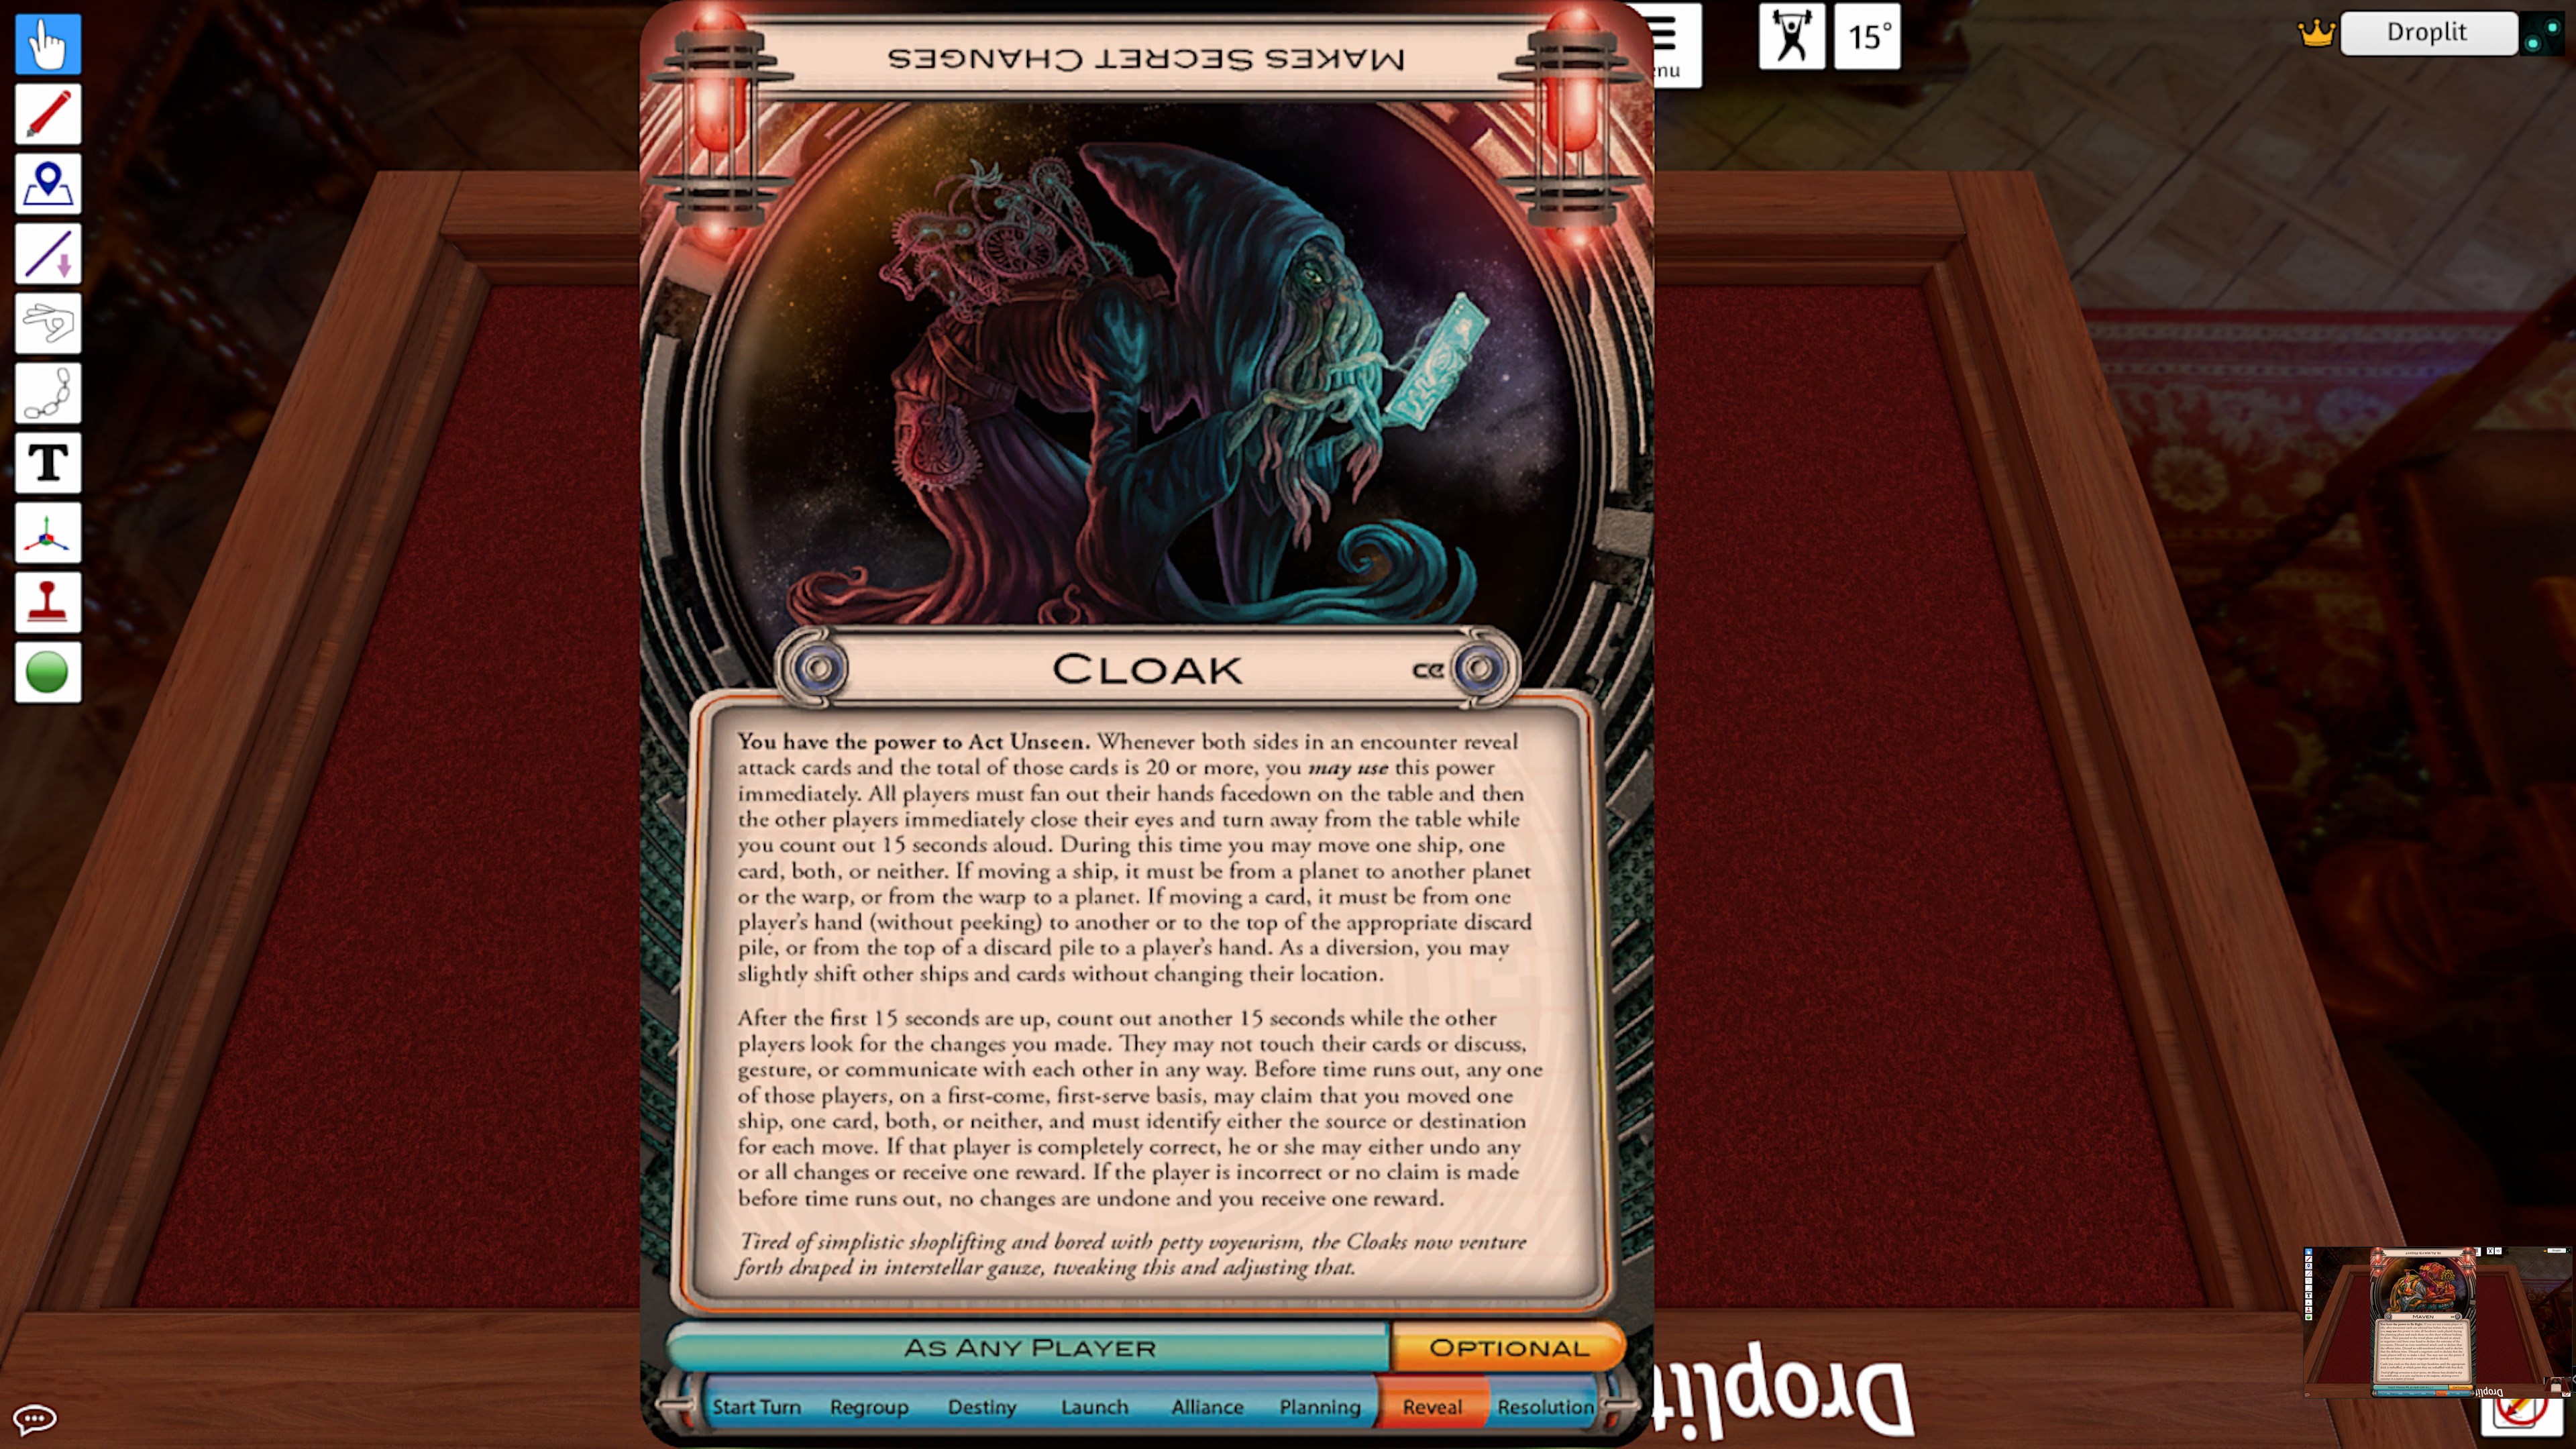 MAKES SECRET CHANGES
nu
15°
Droplit
T
CLOAK
CE
You have the power to Act Unseen. Whenever both sides in an encounter reveal
attack cards and the total of those cards is 20 or more, you may use this power
immediately. All players must fan out their hands facedown on the table and then
the other players immediately close their eyes and turn away from the table while
you count out 15 seconds aloud. During this time you may move one ship, one
card, both, or neither. If moving a ship, it must be from a planet to another planet
or the warp, or from the warp to a planet. If moving a card, it must be from one
player's hand (without peeking) to another or to the top of the appropriate discard
pile, or from the top of a discard pile to a player's hand. As a diversion, you may
slightly shift other ships and cards without changing their location.
After the first 15 seconds are up, count out another 15 seconds while the other
players look for the changes you made. They may not touch their cards or discuss,
gesture, or communicate with each other in any way. Before time runs out, any one
of those players, on a first-come, first-serve basis, may claim that you moved one
ship, one card, both, or neither, and must identify either the source or destination
for each move. If that player is completely correct, he or she may either undo any
or all changes or receive one reward. If the player is incorrect or no claim is made
before time runs out, no changes are undone and you receive one reward.
Tired of simplistic shoplifting and bored with petty voyeurism, the Cloaks now venture
forth draped in interstellar gauze, tweaking this and adjusting that.
AS ANY PLAYER
OPTIONAL
Start Turn Regroup Destiny Launch Alliance Planning Reveal Resolution
Droplit
MAVEN